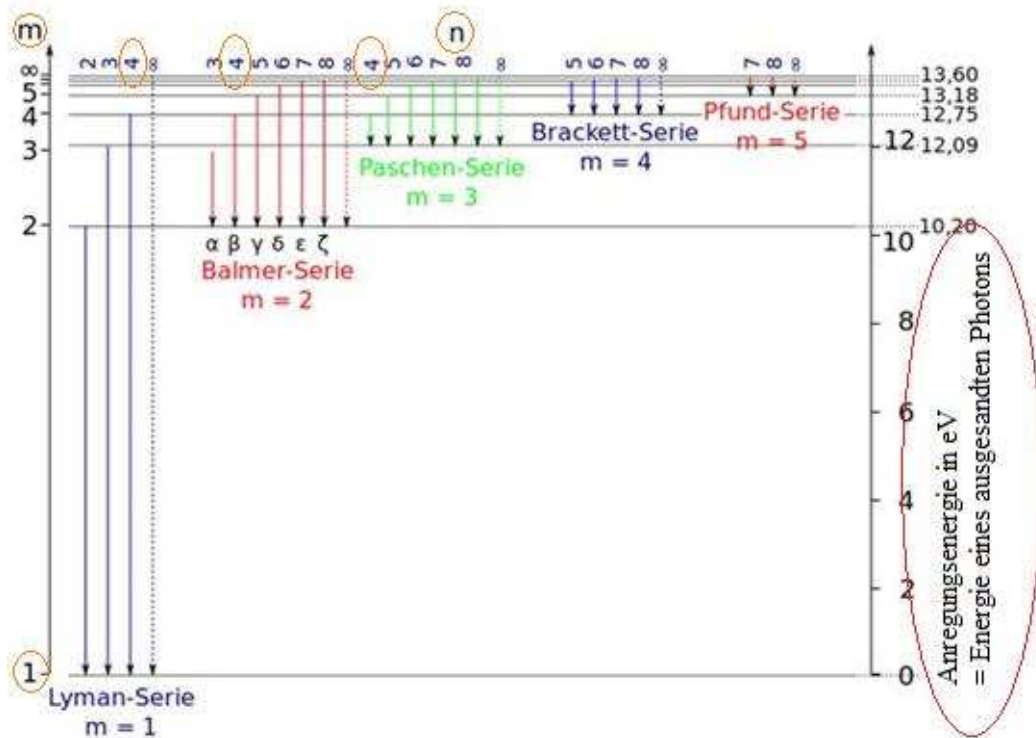 m
n
2 3 4 ∞
3 4 5 6 7 8 ∞
4 5 6 7 8 ∞
5 6 7 8 ∞
7 8 ∞
∞
5
4
3
2
1
13,60
13,18
12,75
12,09
10,20
12
10
8
6
4
2
0
Pfund-Serie
m = 5
Brackett-Serie
m = 4
Paschen-Serie
m = 3
α β γ δ ε ζ
Balmer-Serie
m = 2
Lyman-Serie
m = 1
Anregungsenergie in eV
= Energie eines ausgesandten Photons